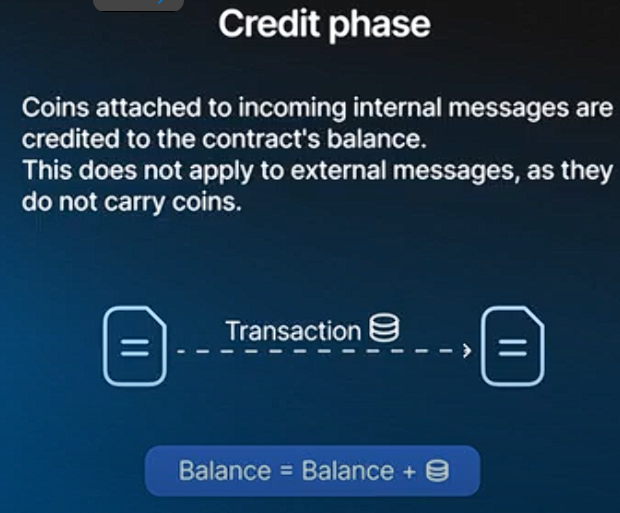 Credit phase
Coins attached to incoming internal messages are
credited to the contract's balance.
This does not apply to external messages, as they
do not carry coins.
Transaction
Balance = Balance +